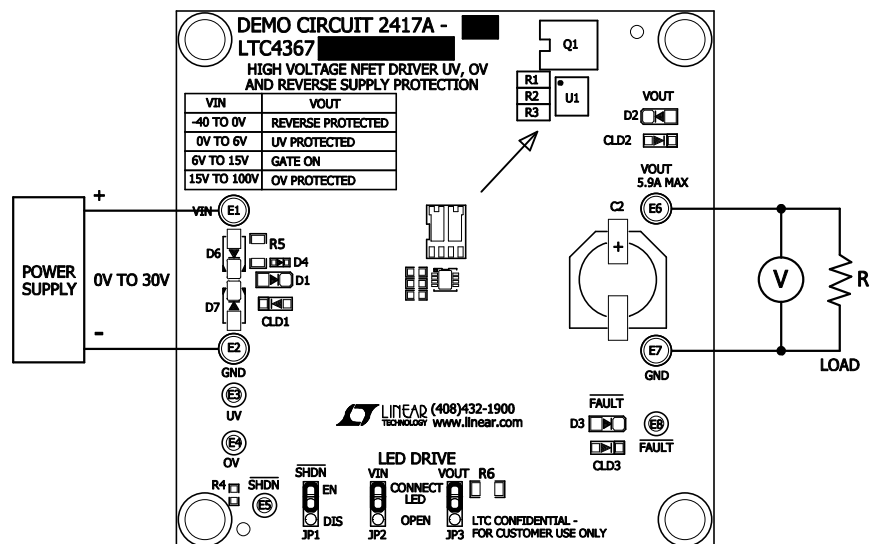 DEMO CIRCUIT 2417A -
LTC4367
HIGH VOLTAGE NFET DRIVER UV, OV
AND REVERSE SUPPLY PROTECTION
VIN VOUT
-40 TO 0V REVERSE PROTECTED
0V TO 6V UV PROTECTED
6V TO 15V GATE ON
15V TO 100V OV PROTECTED
Q1
R1
R2
R3
U1
VOUT
D2
CLD2
VOUT
5.9A MAX
E6
C2
+
+
VIN
E1
POWER
SUPPLY
0V TO 30V
-
D6
R5
D4
D1
D7
CLD1
E2
GND
E3
UV
E4
OV
V
R
LOAD
E7
GND
LINEAR
TECHNOLOGY
(408)432-1900
www.linear.com
FAULT
D3
E8
FAULT
CLD3
LED DRIVE
R4
SHDN
E5
SHDN
EN
DIS
JP1
VIN
CONNECT
LED
OPEN
JP2
VOUT
R6
JP3
LTC CONFIDENTIAL -
FOR CUSTOMER USE ONLY